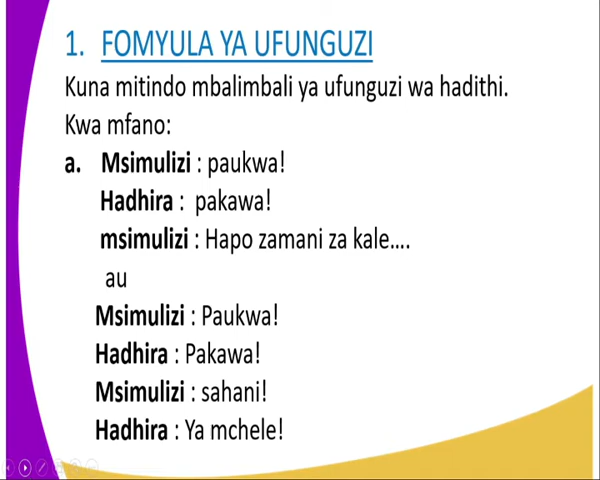 1. FOMYULA YA UFUNGUZI
Kuna mitindo mbalimbali ya ufunguzi wa hadithi.
Kwa mfano:
a. Msimulizi : paukwa!
Hadhira : pakawa!
msimulizi : Hapo zamani za kale....
au
Msimulizi : Paukwa!
Hadhira : Pakawa!
Msimulizi : sahani!
Hadhira : Ya mchele!